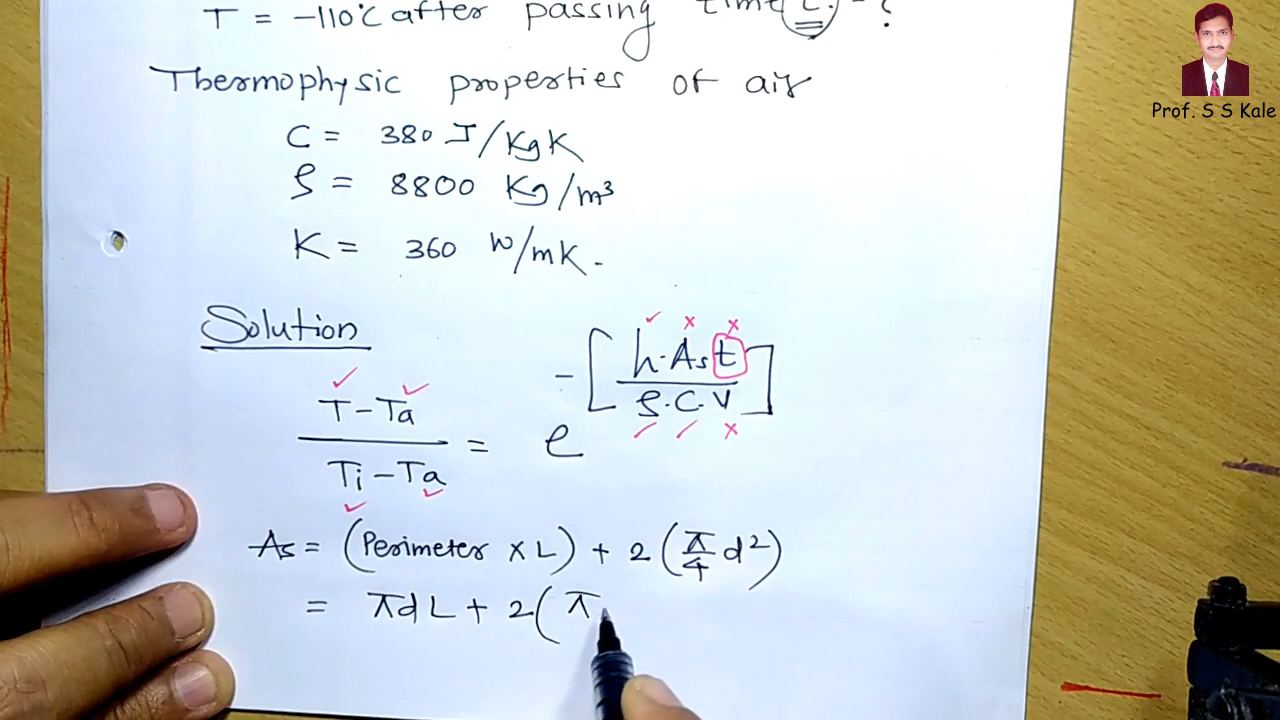 T = -110°C after passing time t. = ?
Thermophysic properties of air
C = 380 J/KgK
ρ = 8800 Kg/m³
K = 360 W/mK.
Solution
T - Ta / Ti - Ta = e -[h·As t / ρ.C.V]
As = (Perimeter x L) + 2(π/4 d²)
= πdL + 2(π
Prof. S S Kale